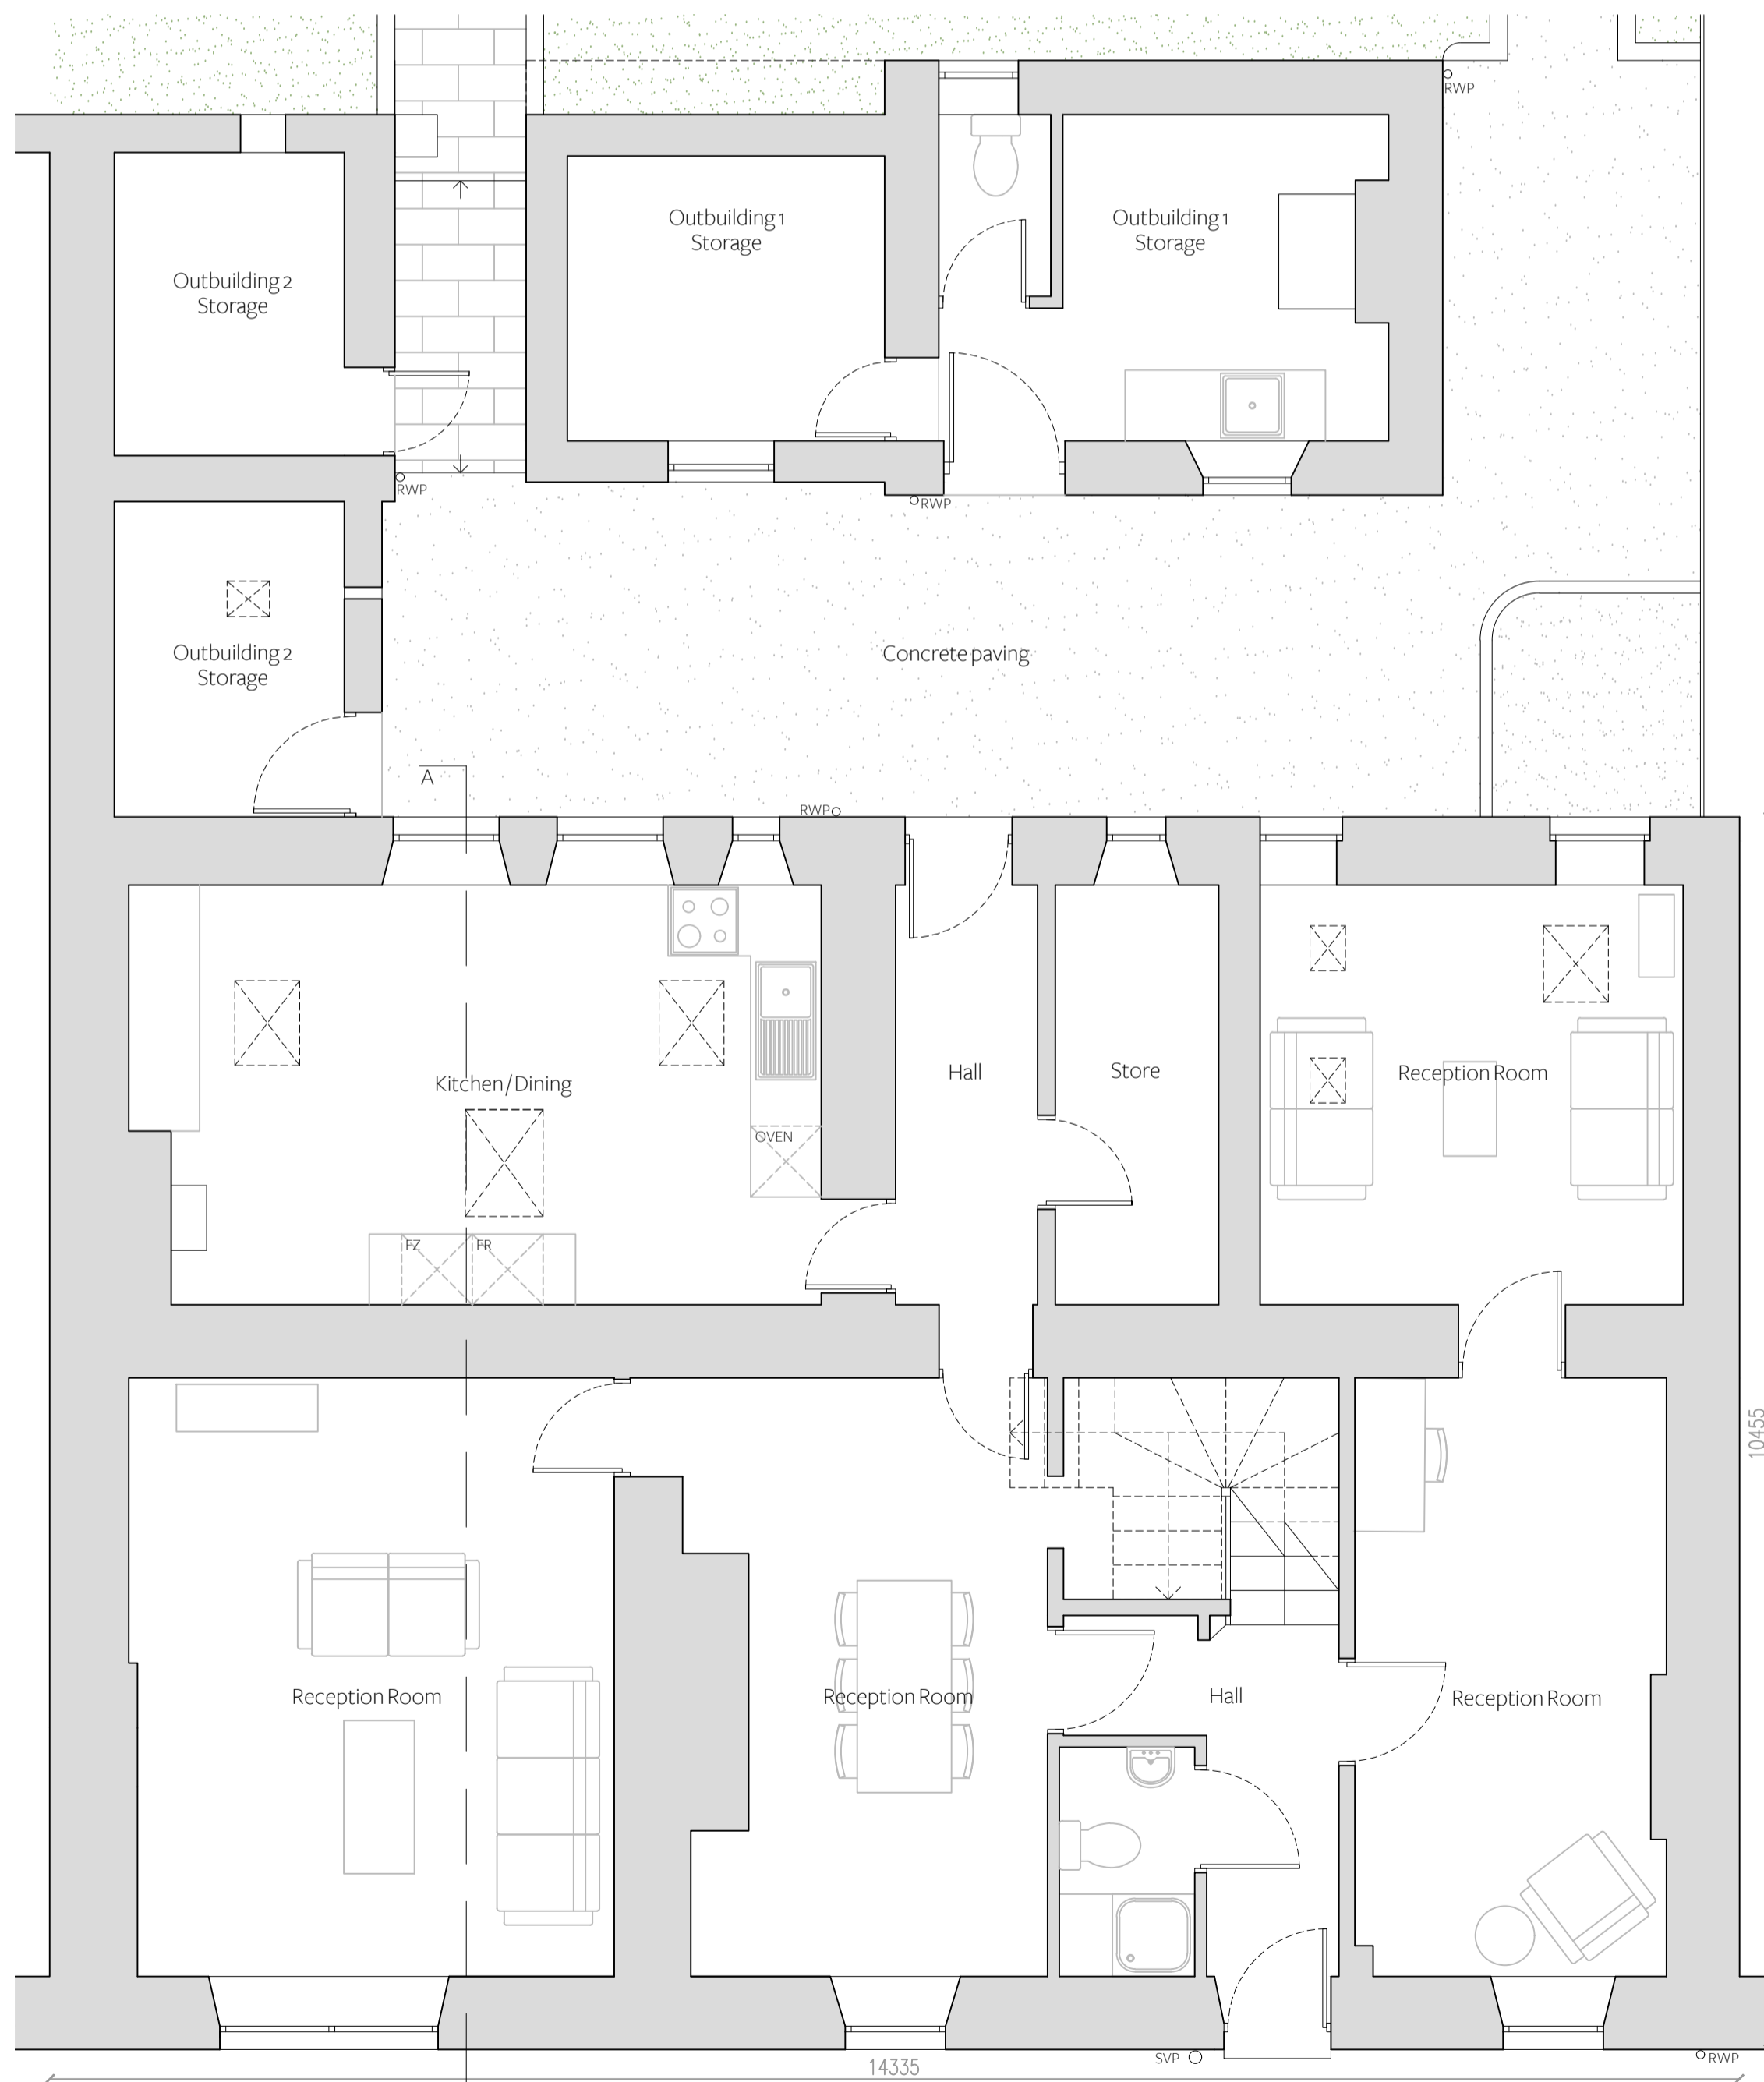 RWP
Outbuilding 1
Storage
Outbuilding 1
Storage
Outbuilding 2
Storage
RWP
RWP
Outbuilding 2
Storage
Concrete paving
A
RWP
Kitchen/Dining
Hall
Store
Reception Room
OVEN
FZ
FR
10455
Reception Room
Reception Room
Hall
Reception Room
SVP
RWP
14335